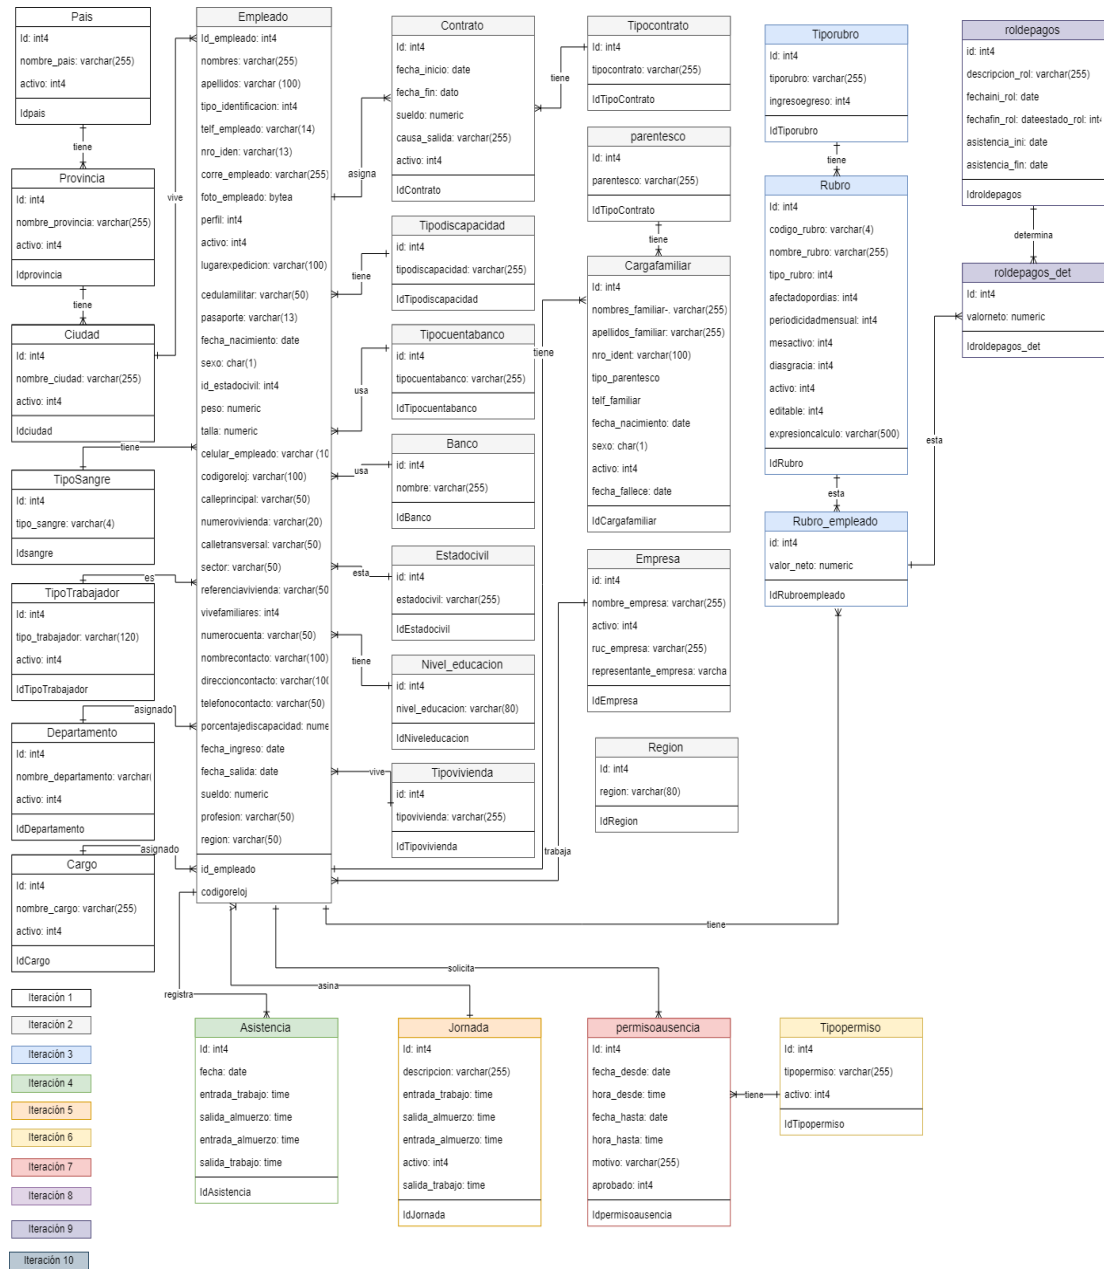 Pais
Id: int4
nombre_pais: varchar(255)
activo: int4
Idpais
tiene
Provincia
Id: int4
nombre_provincia: varchar(255)
activo: int4
Idprovincia
tiene
Ciudad
Id: int4
nombre_ciudad: varchar(255)
activo: int4
Idciudad
tiene
TipoSangre
Id: int4
tipo_sangre: varchar(4)
Idsangre
es
TipoTrabajador
Id: int4
tipo_trabajador: varchar(120)
activo: int4
IdTipoTrabajador
asignado
Departamento
Id: int4
nombre_departamento: varchar(
activo: int4
IdDepartamento
asignado
Cargo
Id: int4
nombre_cargo: varchar(255)
activo: int4
IdCargo
vive
Empleado
Id_empleado: int4
nombres: varchar(255)
apellidos: varchar (100)
tipo_identificacion: int4
telf_empleado: varchar(14)
nro_iden: varchar(13)
corre_empleado: varchar(255)
foto_empleado: bytea
perfil: int4
activo: int4
lugarexpedicion: varchar(100)
cedulamilitar: varchar(50)
pasaporte: varchar(13)
fecha_nacimiento: date
sexo: char(1)
id_estadocivil: int4
peso: numeric
talla: numeric
celular_empleado: varchar (10
codigoreloj: varchar(100)
calleprincipal: varchar(50)
numerovivienda: varchar(20)
calletransversal: varchar(50)
sector: varchar(50)
referenciavivienda: varchar(50
vivefamiliares: int4
numerocuenta: varchar(50)
nombrecontacto: varchar(100)
direccioncontacto: varchar(100
telefonocontacto: varchar(50)
porcentajediscapacidad: nume
fecha_ingreso: date
fecha_salida: date
sueldo: numeric
profesion: varchar(50)
region: varchar(50)
id_empleado
codigoreloj
asigna
tiene
usa
usa
esta
tiene
vive
Contrato
Id: int4
fecha_inicio: date
fecha_fin: dato
sueldo: numeric
causa_salida: varchar(255)
activo: int4
IdContrato
Tipodiscapacidad
id: int4
tipodiscapacidad: varchar(255)
IdTipodiscapacidad
Tipocuentabanco
id: int4
tipocuentabanco: varchar(255)
IdTipocuentabanco
Banco
id: int4
nombre: varchar(255)
IdBanco
Estadocivil
id: int4
estadocivil: varchar(255)
IdEstadocivil
Nivel_educacion
id: int4
nivel_educacion: varchar(80)
IdNiveleducacion
Tipovivienda
id: int4
tipovivienda: varchar(255)
IdTipovivienda
tiene
tiene
trabaja
Tipocontrato
Id: int4
tipocontrato: varchar(255)
IdTipoContrato
parentesco
Id: int4
parentesco: varchar(255)
IdTipoContrato
tiene
Cargafamiliar
Id: int4
nombres_familiar-. varchar(255)
apellidos_familiar: varchar(255)
nro_ident: varchar(100)
tipo_parentesco
telf_familiar
fecha_nacimiento: date
sexo: char(1)
activo: int4
fecha_fallece: date
IdCargafamiliar
Empresa
id: int4
nombre_empresa: varchar(255)
activo: int4
ruc_empresa: varchar(255)
representante_empresa: varcha
IdEmpresa
Region
Id: int4
region: varchar(80)
IdRegion
Tiporubro
Id: int4
tiporubro: varchar(255)
ingresoegreso: int4
IdTiporubro
tiene
Rubro
Id: int4
codigo_rubro: varchar(4)
nombre_rubro: varchar(255)
tipo_rubro: int4
afectadopordias: int4
periodicidadmensual: int4
mesactivo: int4
diasgracia: int4
activo: int4
editable: int4
expresioncalculo: varchar(500)
IdRubro
esta
Rubro_empleado
id: int4
valor_neto: numeric
IdRubroempleado
tiene
esta
roldepagos
id: int4
descripcion_rol: varchar(255)
fechaini_rol: date
fechafin_rol: dateestado_rol: int4
asistencia_ini: date
asistencia_fin: date
Idroldepagos
determina
roldepagos_det
Id: int4
valorneto: numeric
Idroldepagos_det
registra
asina
solicita
Asistencia
Id: int4
fecha: date
entrada_trabajo: time
salida_almuerzo: time
entrada_almuerzo: time
salida_trabajo: time
IdAsistencia
Jornada
Id: int4
descripcion: varchar(255)
entrada_trabajo: time
salida_almuerzo: time
entrada_almuerzo: time
activo: int4
salida_trabajo: time
IdJornada
permisoausencia
Id: int4
fecha_desde: date
hora_desde: time
fecha_hasta: date
hora_hasta: time
motivo: varchar(255)
aprobado: int4
Idpermisoausencia
tiene
Tipopermiso
Id: int4
tipopermiso: varchar(255)
activo: int4
IdTipopermiso
Iteración 1
Iteración 2
Iteración 3
Iteración 4
Iteración 5
Iteración 6
Iteración 7
Iteración 8
Iteración 9
Iteración 10